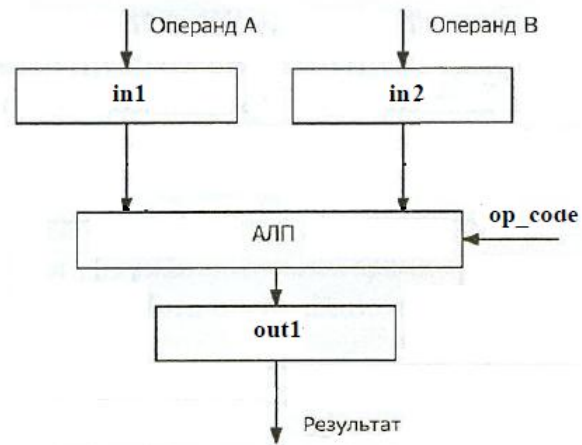 Операнд А
Операнд В
in1
in2
АЛП
op_code
out1
Результат